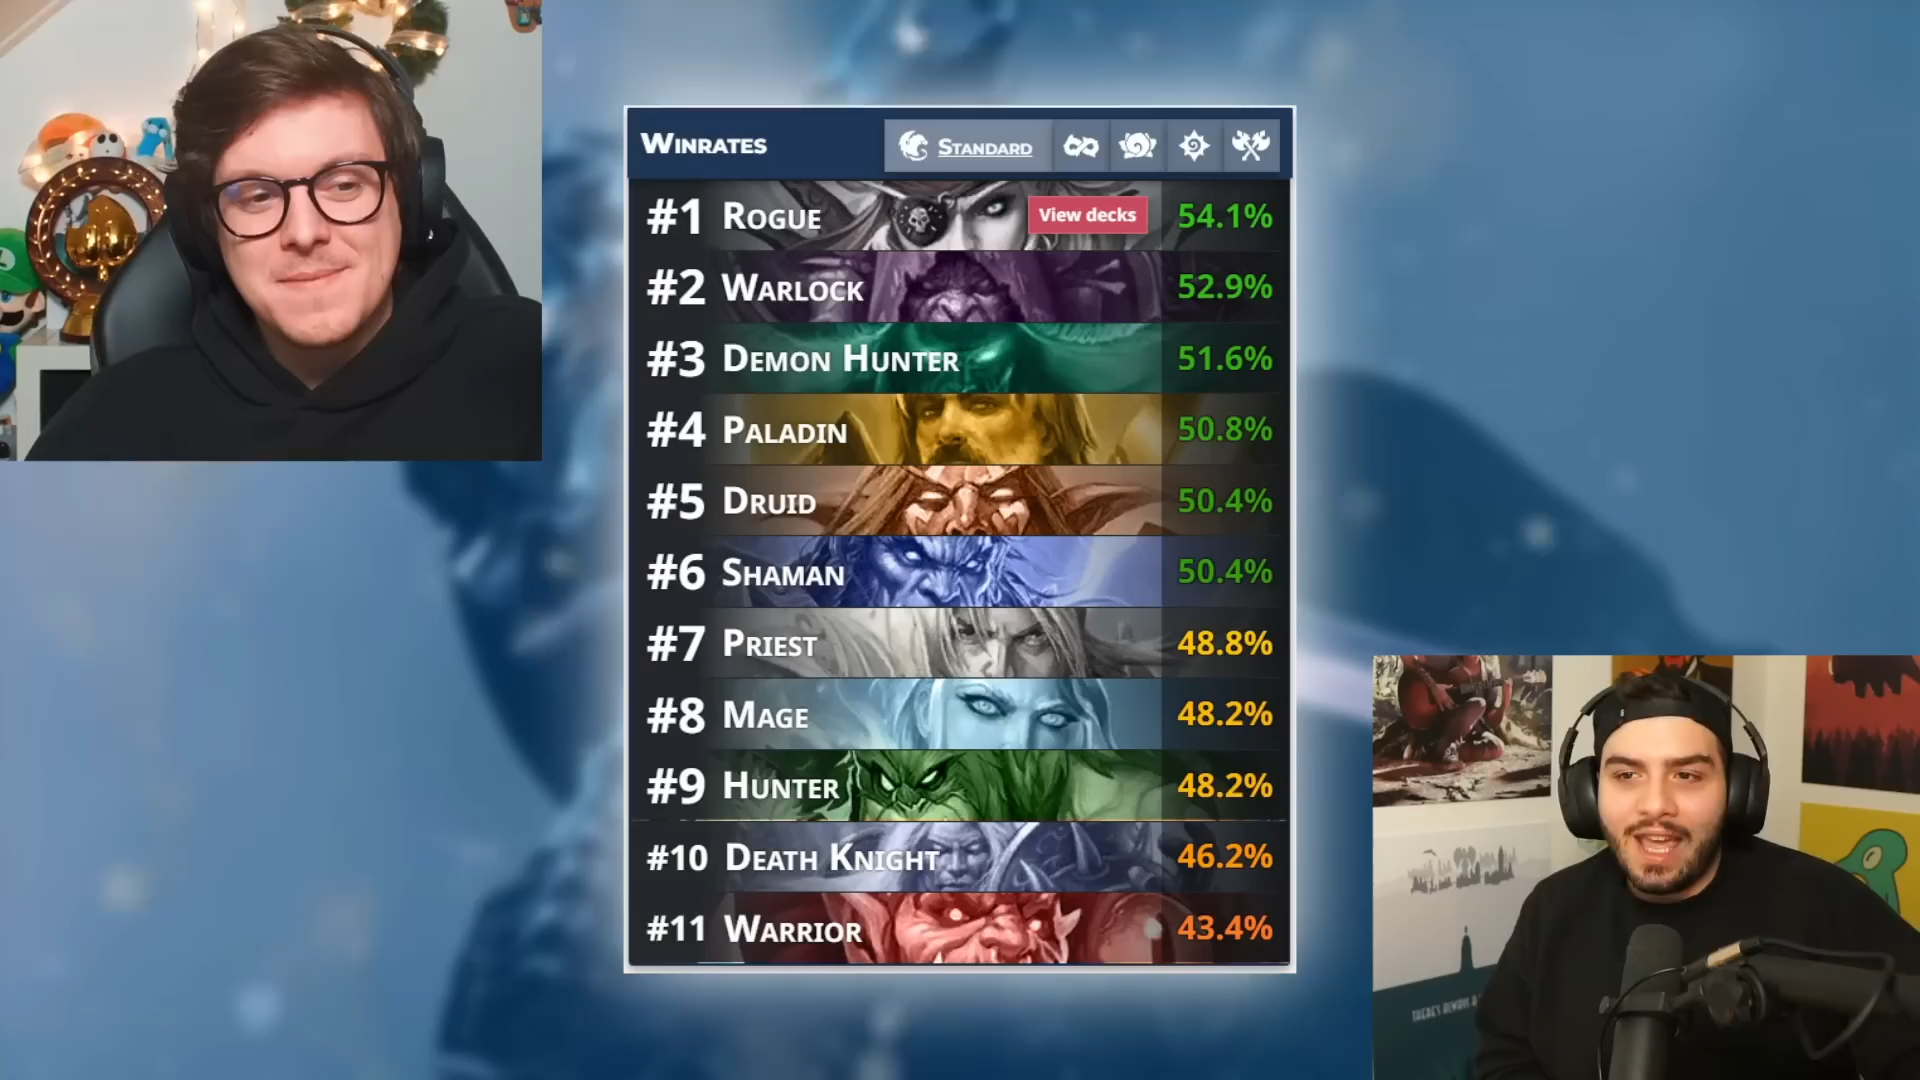 WINRATES
STANDARD
#1 ROGUE View decks 54.1%
#2 WARLOCK 52.9%
#3 DEMON HUNTER 51.6%
#4 PALADIN 50.8%
#5 DRUID 50.4%
#6 SHAMAN 50.4%
#7 PRIEST 48.8%
#8 MAGE 48.2%
#9 HUNTER 48.2%
#10 DEATH KNIGHT 46.2%
#11 WARRIOR 43.4%
THERE'S ALWAYS A